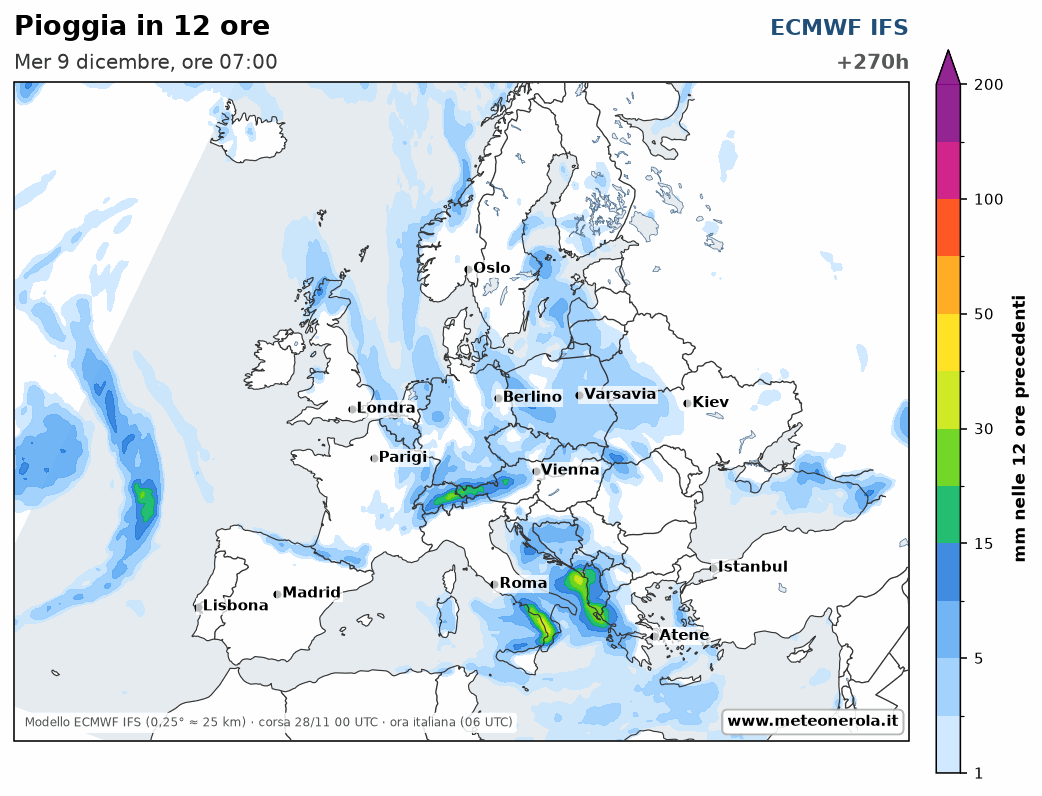 Pioggia in 12 ore
ECMWF IFS
Mer 9 dicembre, ore 07:00
+270h
200
100
50
30
15
5
1
mm nelle 12 ore precedenti
Oslo
Londra
Berlino
Varsavia
Kiev
Parigi
Vienna
Istanbul
Roma
Madrid
Lisbona
Atene
Modello ECMWF IFS (0,25° ≈ 25 km) · corsa 28/11 00 UTC · ora italiana (06 UTC)
www.meteonerola.it